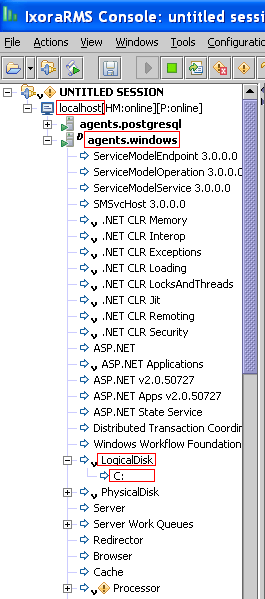 IxoraRMS Console: untitled sessi
File Actions View Tools Configuratio
UNTITLED SESSION
localhost[HM:online][P:online]
agents.postgresql
agents.windows
ServiceModelEndpoint 3.0.0.0
ServiceModelOperation 3.0.0.0
ServiceModelService 3.0.0.0
SMSvcHost 3.0.0.0
.NET CLR Memory
.NET CLR Interop
.NET CLR Exceptions
.NET CLR Loading
.NET CLR LocksAndThreads
.NET CLR Jit
.NET CLR Remoting
.NET CLR Security
ASP.NET
ASP.NET Applications
ASP.NET v2.0.50727
ASP.NET Apps v2.0.50727
ASP.NET State Service
Distributed Transaction Coordin
Windows Workflow Foundation
LogicalDisk
C:
PhysicalDisk
Server
Server Work Queues
Redirector
Browser
Cache
Processor